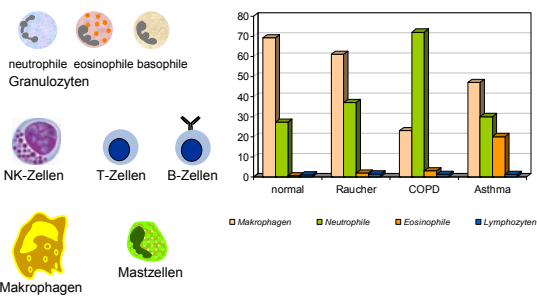 neutrophile eosinophile basophile
Granulozyten
NK-Zellen T-Zellen B-Zellen
Makrophagen
Mastzellen
80
70
60
50
40
30
20
10
0
normal Raucher COPD Asthma
Makrophagen Neutrophile Eosinophile Lymphozyten